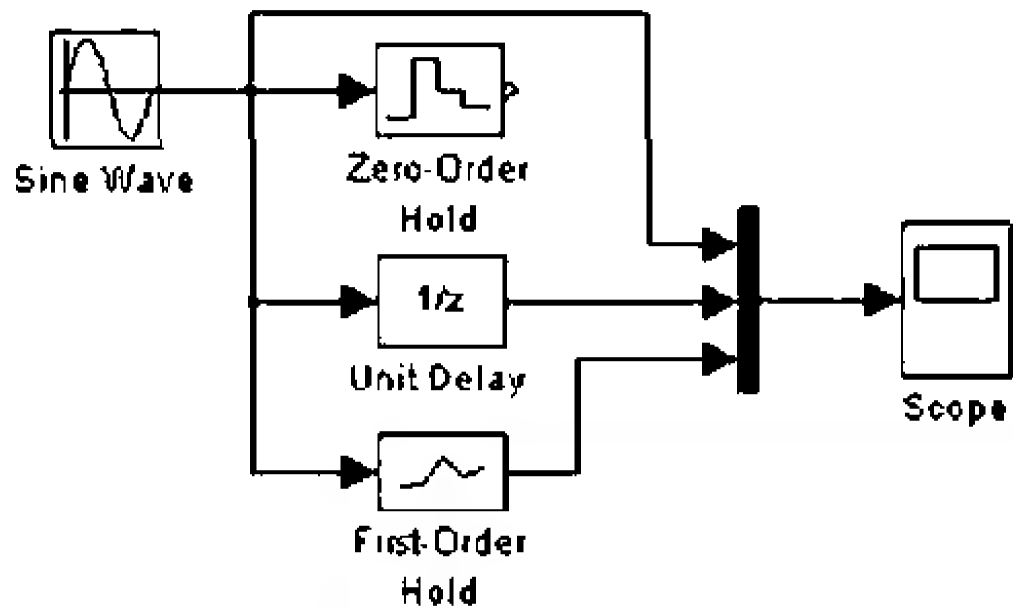 Sine Wave
Zero-Order
Hold
1/z
Unit Delay
Scope
First-Order
Hold